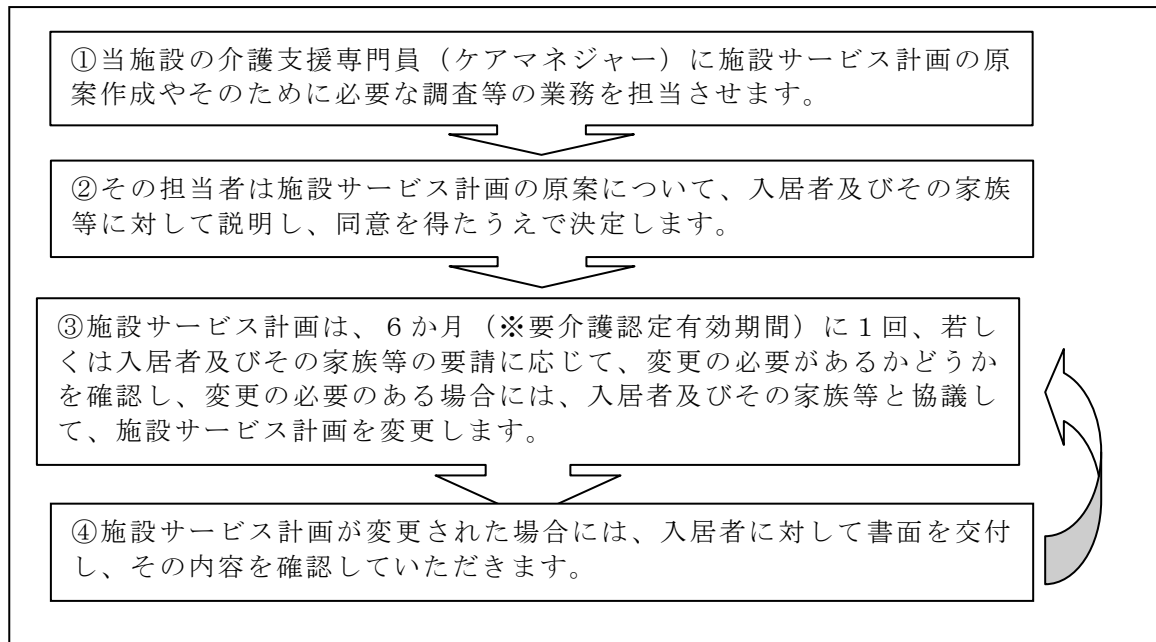 ①当施設の介護支援専門員（ケアマネジャー）に施設サービス計画の原
案作成やそのために必要な調査等の業務を担当させます。
②その担当者は施設サービス計画の原案について、入居者及びその家族
等に対して説明し、同意を得たうえで決定します。
③施設サービス計画は、６か月（※要介護認定有効期間）に１回、若し
くは入居者及びその家族等の要請に応じて、変更の必要があるかどうか
を確認し、変更の必要のある場合には、入居者及びその家族等と協議し
て、施設サービス計画を変更します。
④施設サービス計画が変更された場合には、入居者に対して書面を交付
し、その内容を確認していただきます。